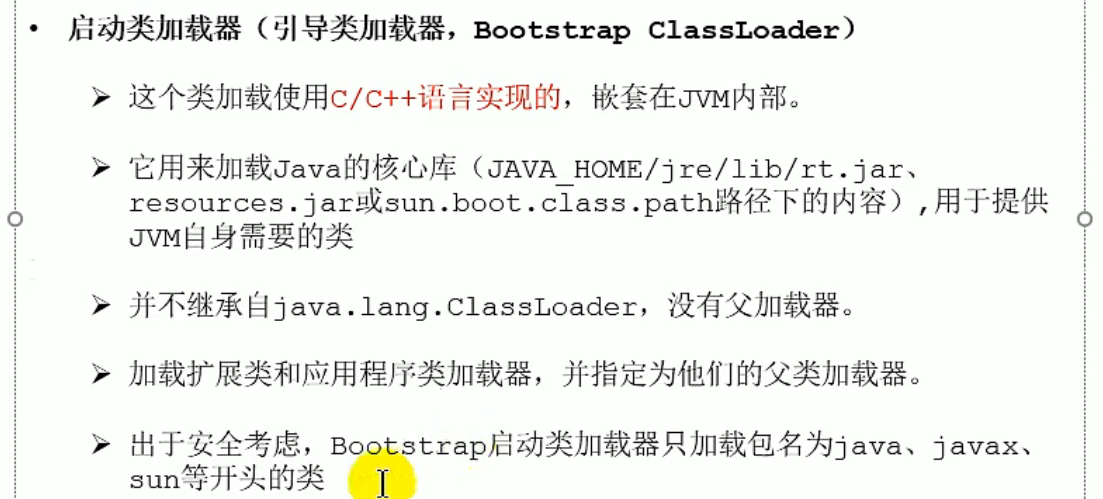 • 启动类加载器（引导类加载器，Bootstrap ClassLoader）
➢ 这个类加载使用C/C++语言实现的，嵌套在JVM内部。
➢ 它用来加载Java的核心库（JAVA_HOME/jre/lib/rt.jar、
resources.jar或sun.boot.class.path路径下的内容）,用于提供
JVM自身需要的类
➢ 并不继承自java.lang.ClassLoader，没有父加载器。
➢ 加载扩展类和应用程序类加载器，并指定为他们的父类加载器。
➢ 出于安全考虑，Bootstrap启动类加载器只加载包名为java、javax、
sun等开头的类